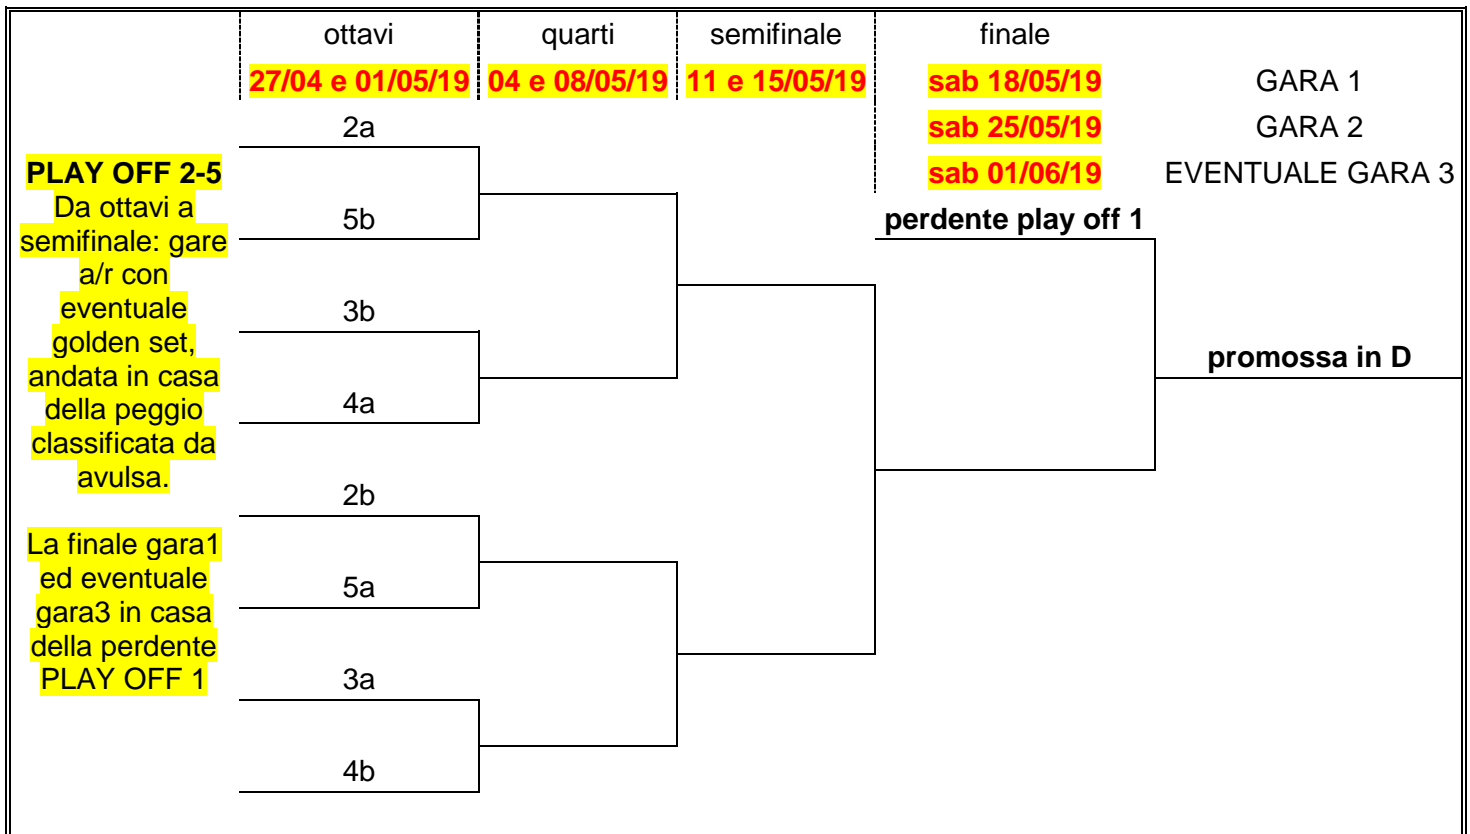 ottavi quarti semifinale finale
27/04 e 01/05/19 04 e 08/05/19 11 e 15/05/19 sab 18/05/19 GARA 1
2a sab 25/05/19 GARA 2
PLAY OFF 2-5 sab 01/06/19 EVENTUALE GARA 3
Da ottavi a
5b perdente play off 1
semifinale: gare
a/r con
eventuale
3b
golden set,
andata in casa
promossa in D
della peggio
4a
classificata da
avulsa.
2b
La finale gara1
ed eventuale
5a
gara3 in casa
della perdente
PLAY OFF 1
3a
4b